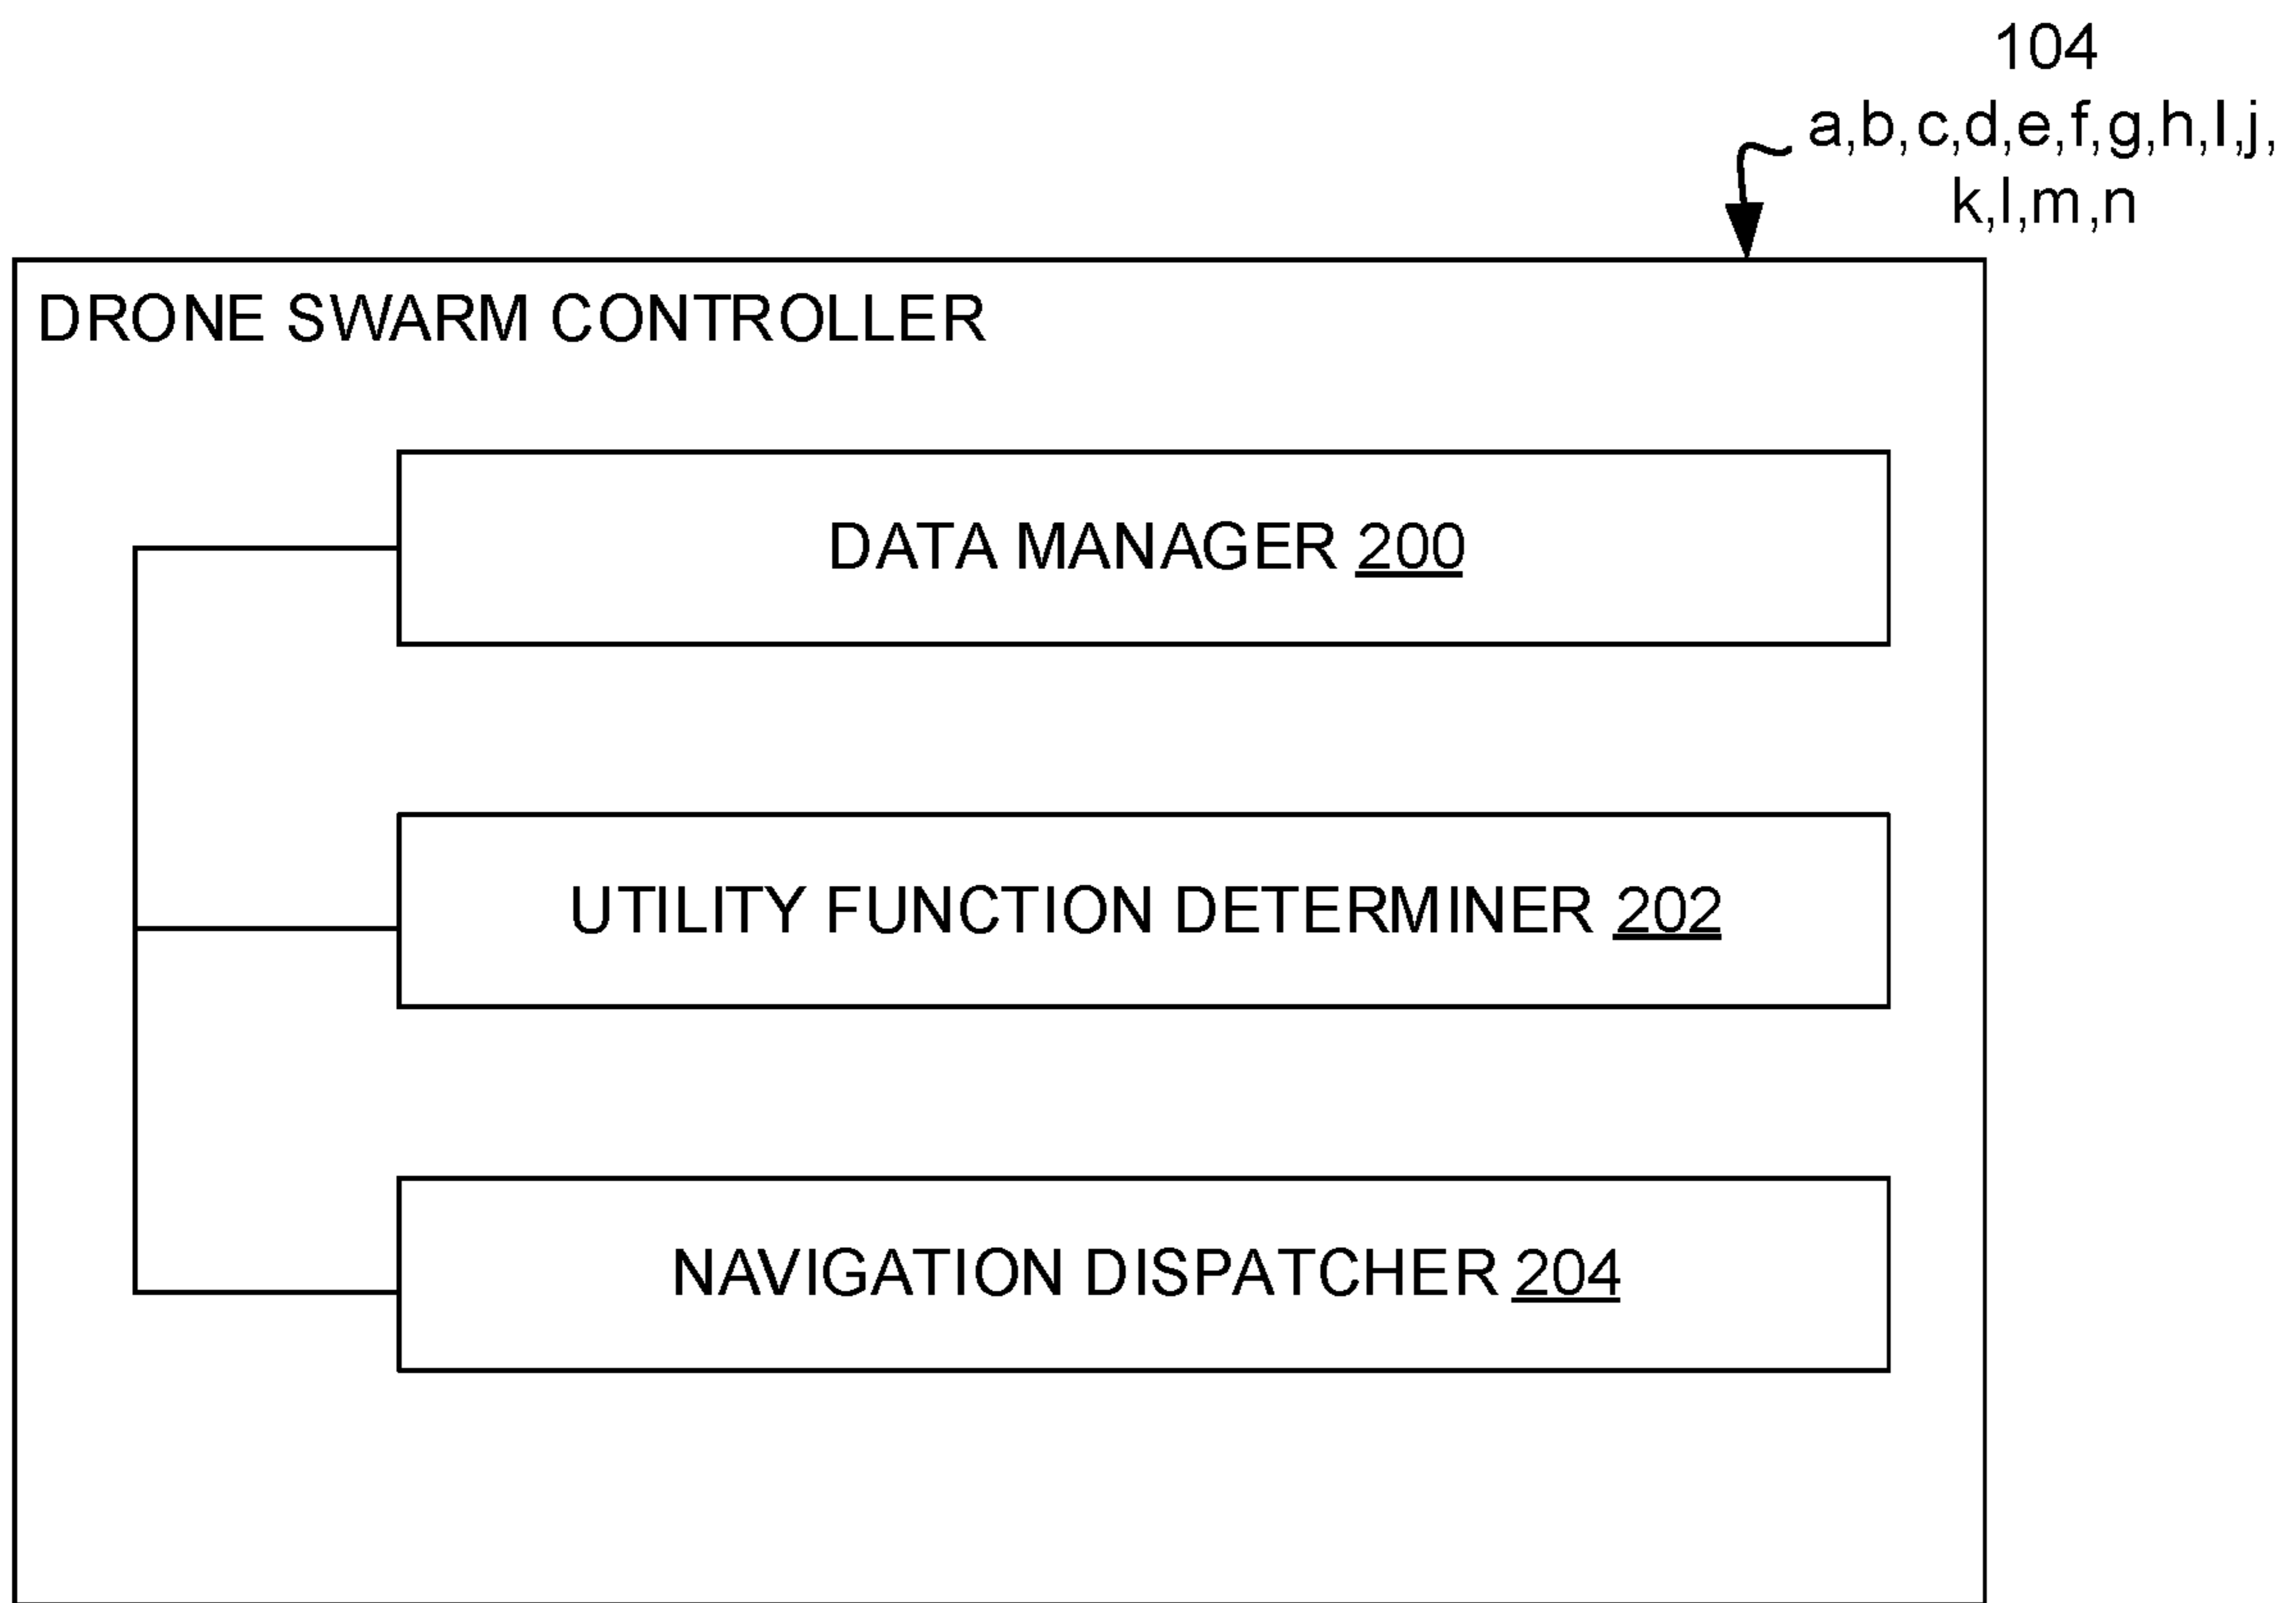 104
a,b,c,d,e,f,g,h,I,j,
k,l,m,n
DRONE SWARM CONTROLLER
DATA MANAGER 200
UTILITY FUNCTION DETERMINER 202
NAVIGATION DISPATCHER 204